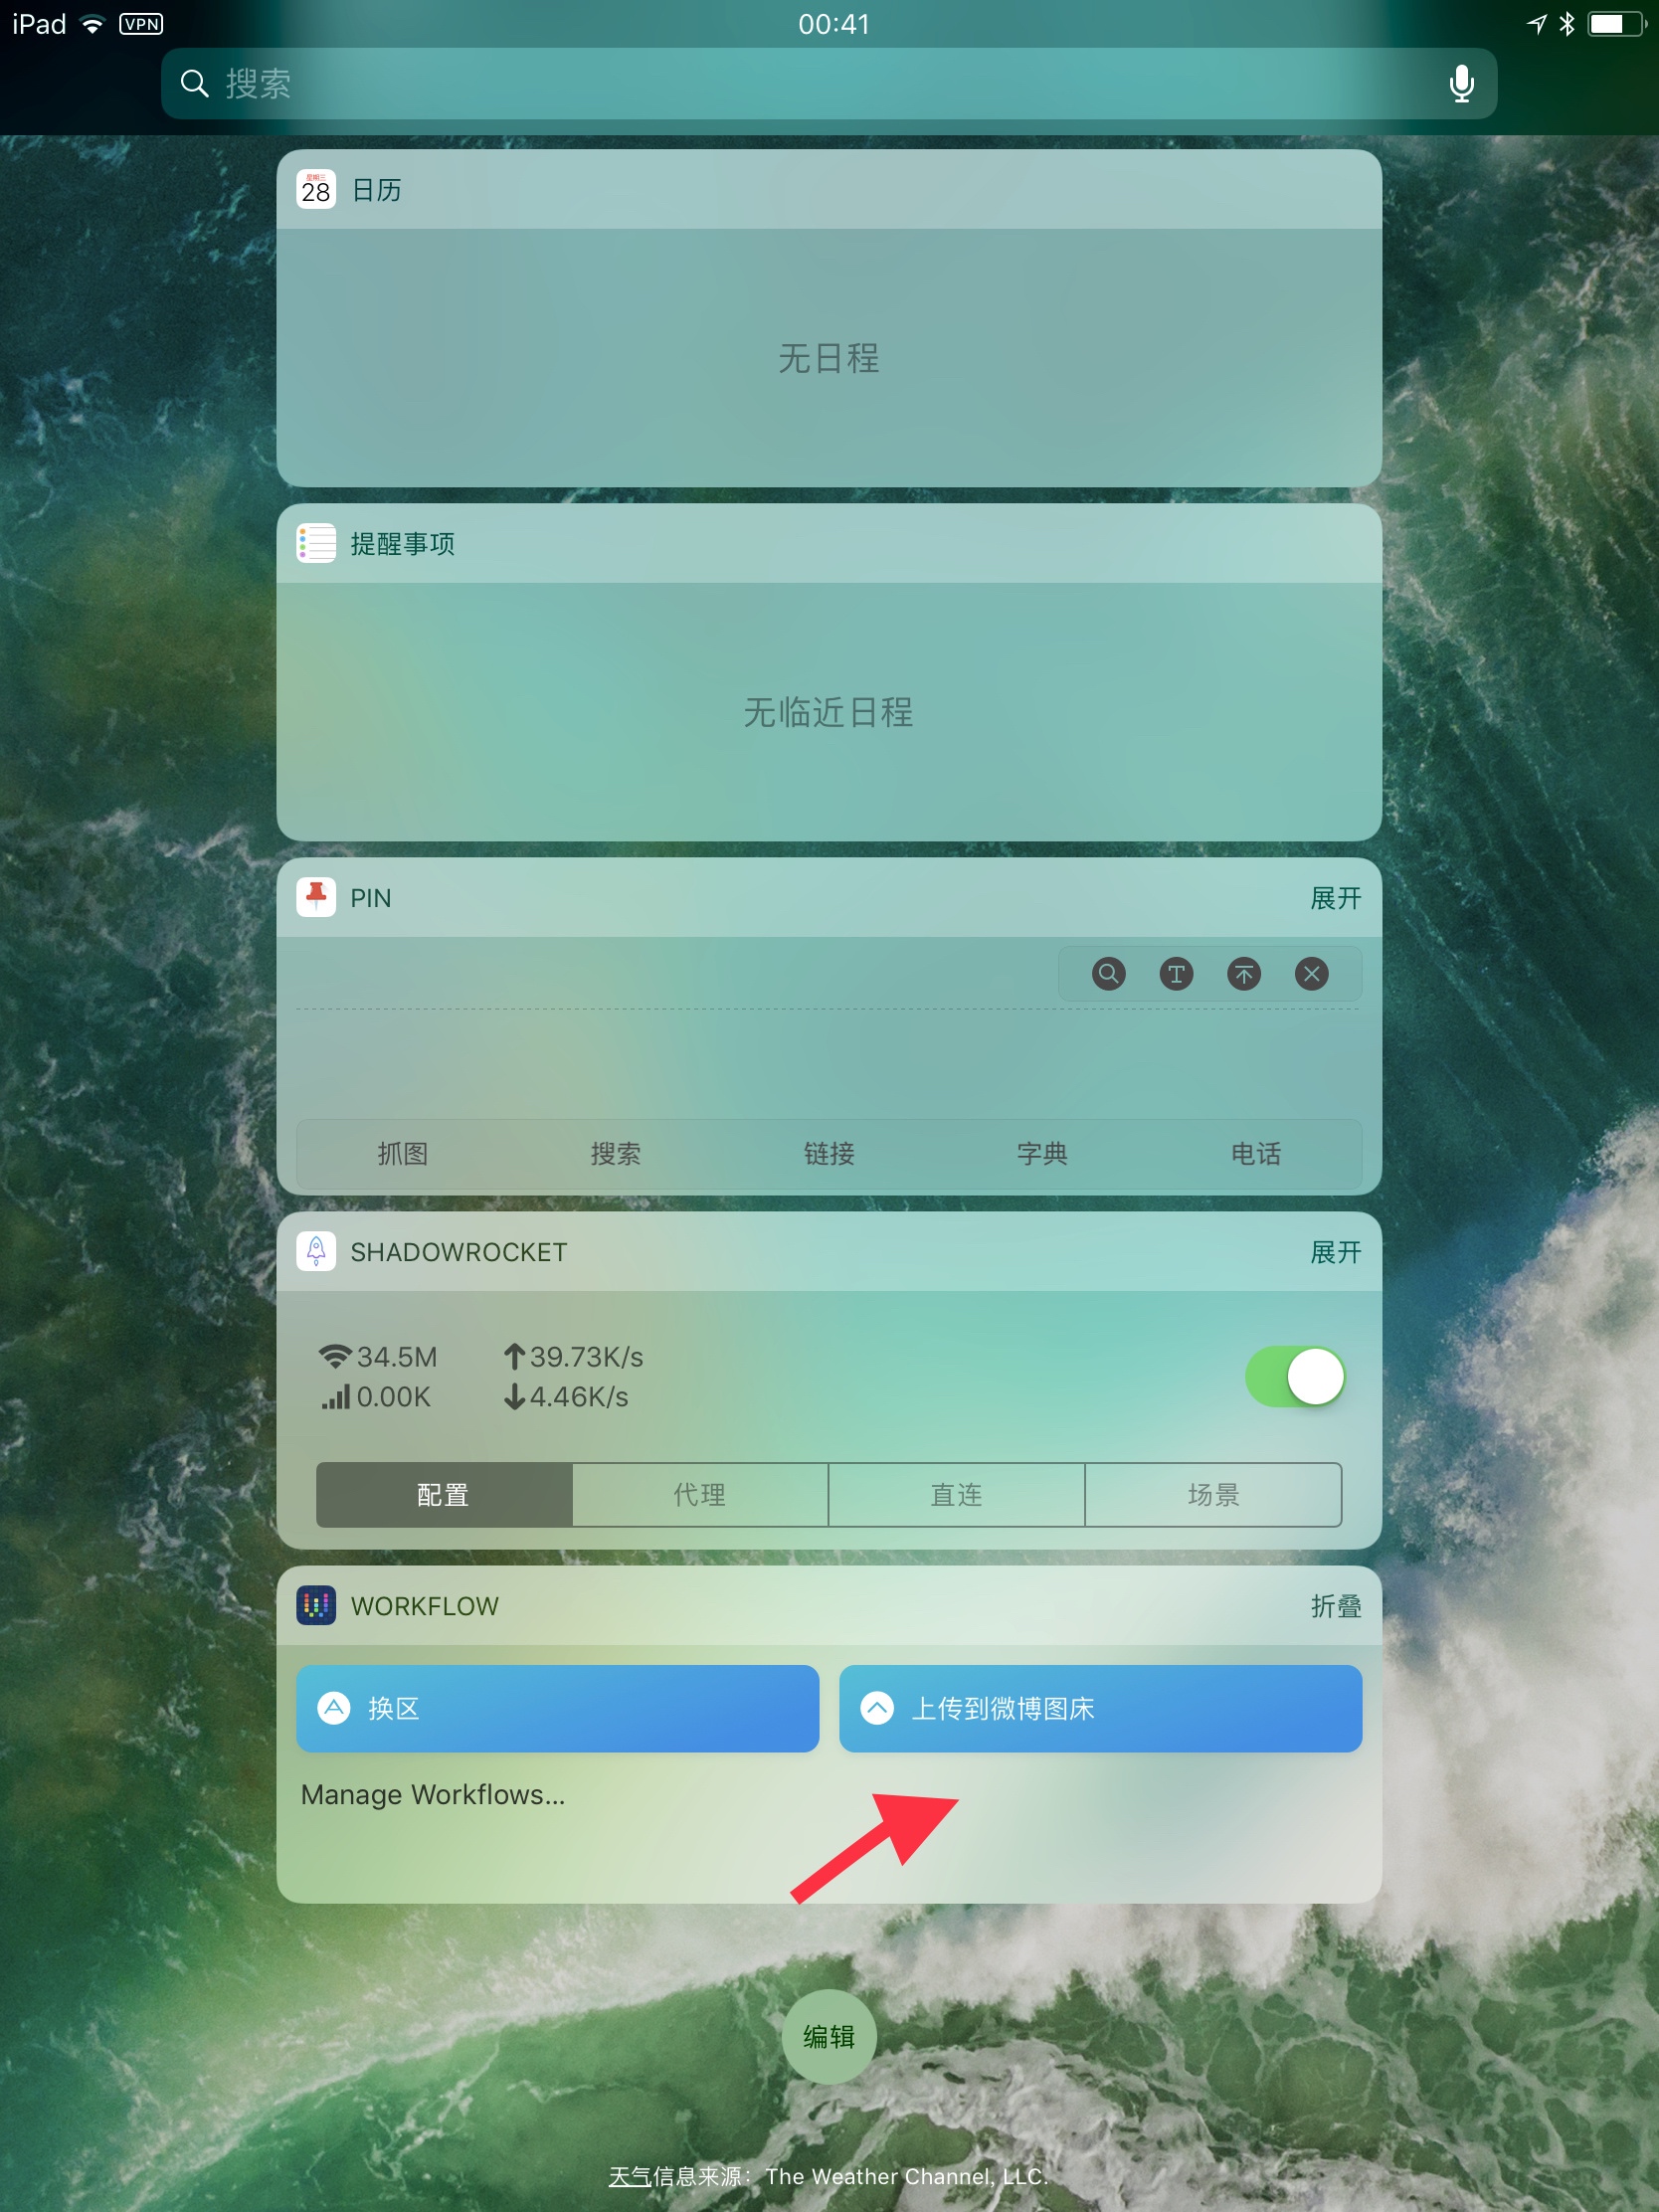 iPad VPN 00:41
搜索
星期三
28 日历
无日程
提醒事项
无临近日程
PIN 展开
抓图 搜索 链接 字典 电话
SHADOWROCKET 展开
34.5M 39.73K/s
0.00K 4.46K/s
配置 代理 直连 场景
WORKFLOW 折叠
换区 上传到微博图床
Manage Workflows...
编辑
天气信息来源：The Weather Channel, LLC.